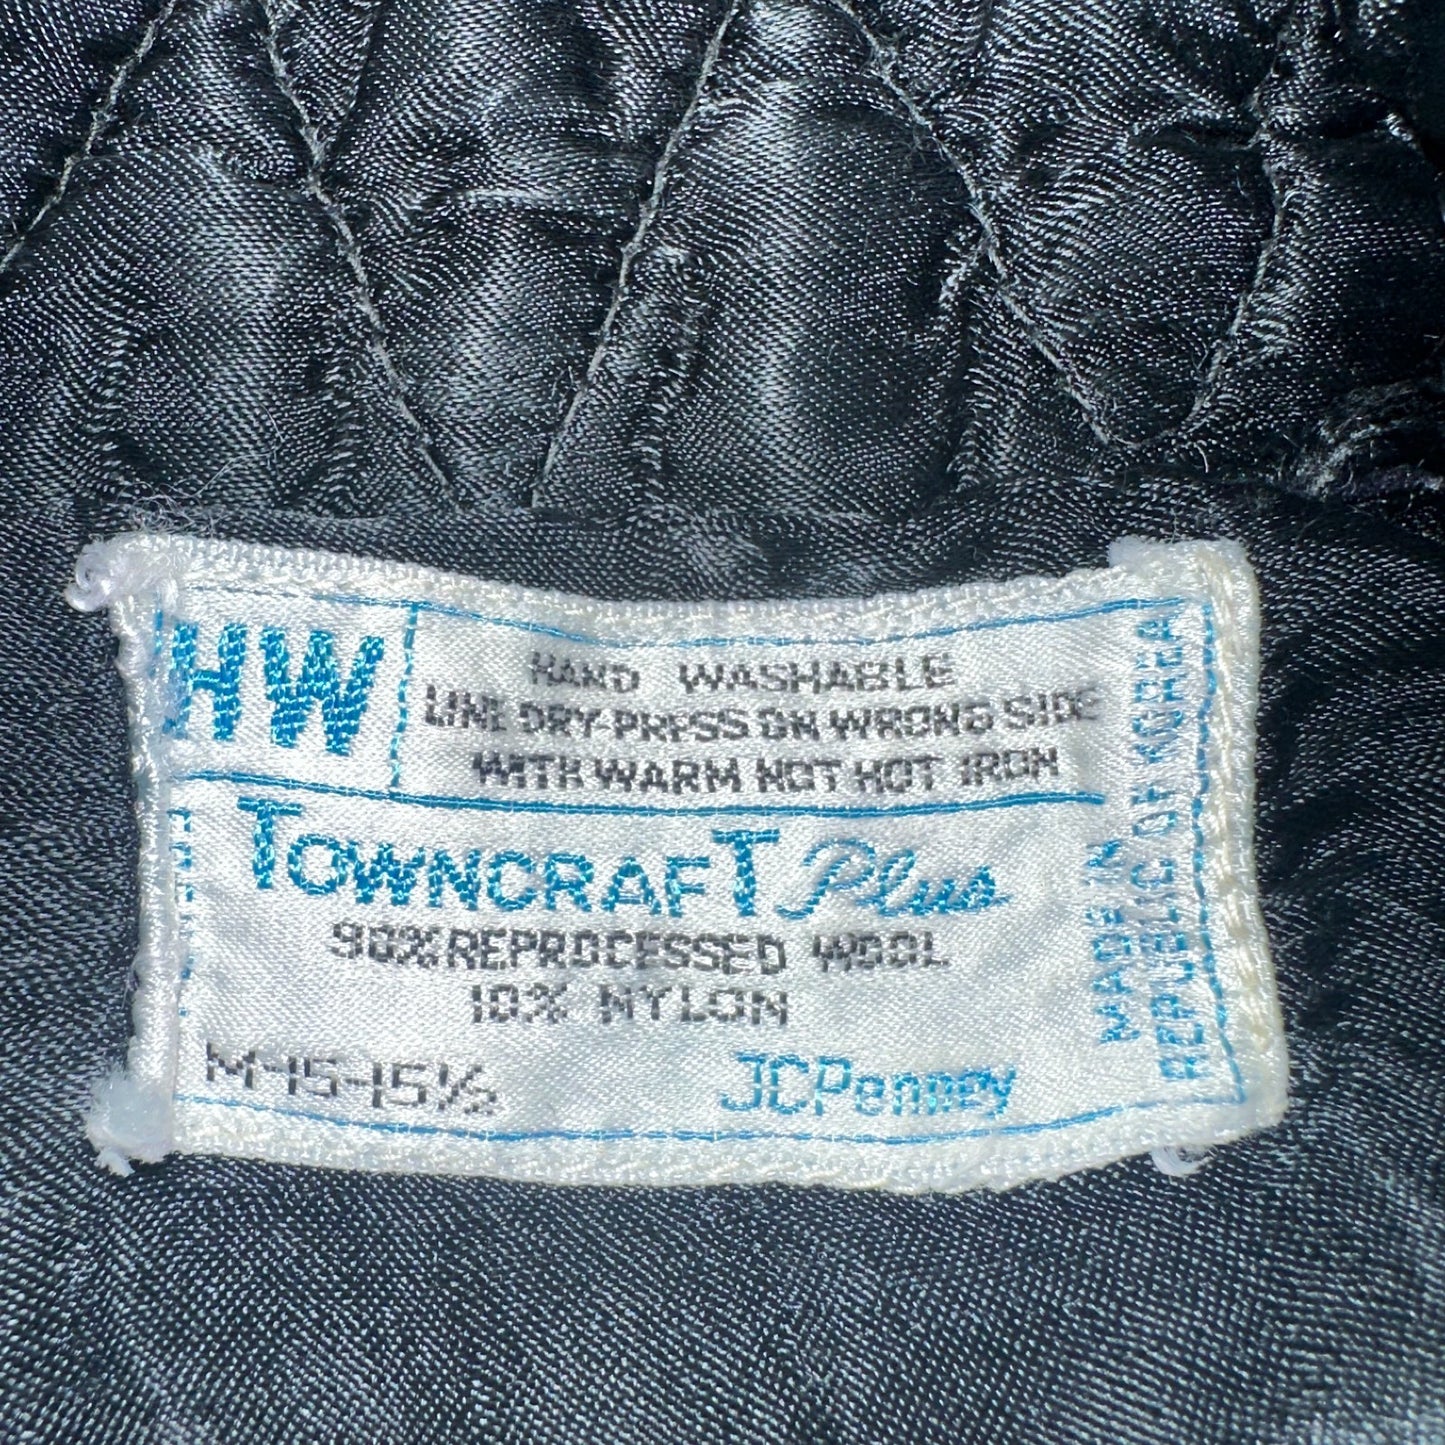 HW
HAND WASHABLE
LINE DRY-PRESS ON WRONG SIDE
WITH WARM NOT HOT IRON
TOWNCRAFT Plus
90% REPROCESSED WOOL
10% NYLON
M-15-15½
JCPenney
MADE IN
REPUBLIC OF KOREA